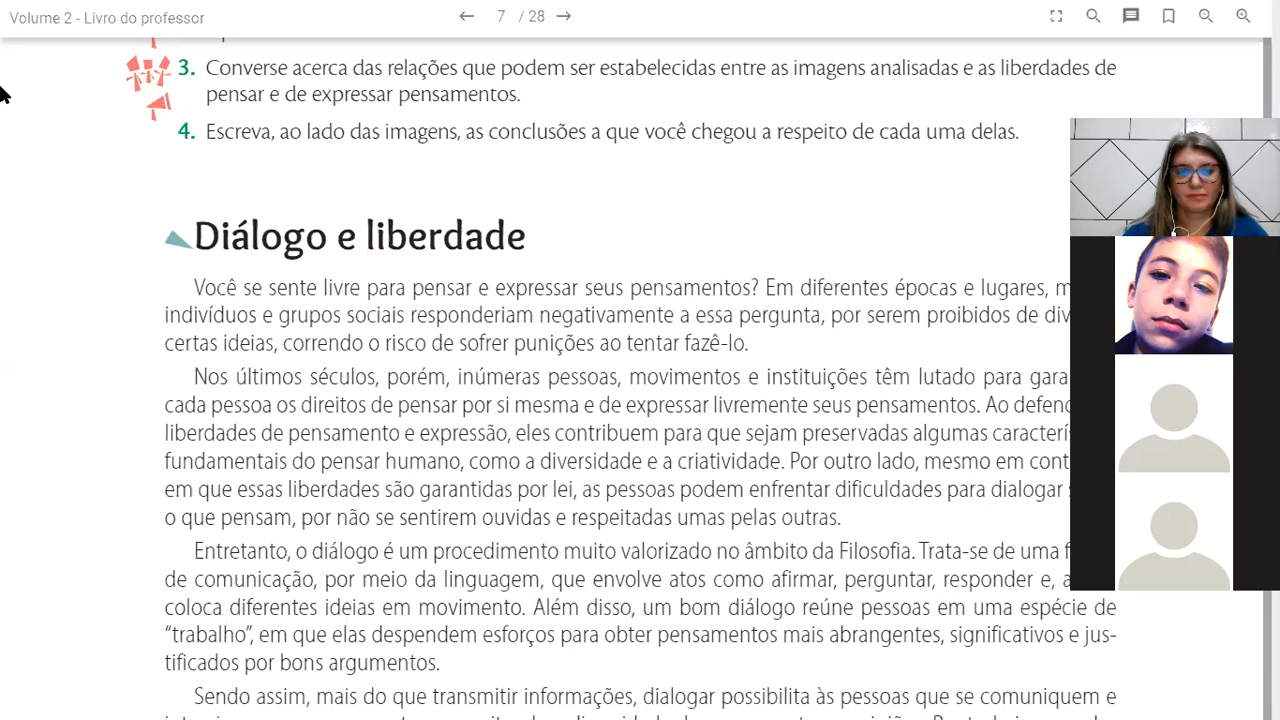 Volume 2 - Livro do professor
7 / 28
3. Converse acerca das relações que podem ser estabelecidas entre as imagens analisadas e as liberdades de
pensar e de expressar pensamentos.
4. Escreva, ao lado das imagens, as conclusões a que você chegou a respeito de cada uma delas.
Diálogo e liberdade
Você se sente livre para pensar e expressar seus pensamentos? Em diferentes épocas e lugares,
indivíduos e grupos sociais responderiam negativamente a essa pergunta, por serem proibidos de
certas ideias, correndo o risco de sofrer punições ao tentar fazê-lo.
Nos últimos séculos, porém, inúmeras pessoas, movimentos e instituições têm lutado para
cada pessoa os direitos de pensar por si mesma e de expressar livremente seus pensamentos. Ao
liberdades de pensamento e expressão, eles contribuem para que sejam preservadas algumas
fundamentais do pensar humano, como a diversidade e a criatividade. Por outro lado, mesmo em
em que essas liberdades são garantidas por lei, as pessoas podem enfrentar dificuldades para dialogar
o que pensam, por não se sentirem ouvidas e respeitadas umas pelas outras.
Entretanto, o diálogo é um procedimento muito valorizado no âmbito da Filosofia. Trata-se de uma
de comunicação, por meio da linguagem, que envolve atos como afirmar, perguntar, responder e,
coloca diferentes ideias em movimento. Além disso, um bom diálogo reúne pessoas em uma espécie de
“trabalho”, em que elas despendem esforços para obter pensamentos mais abrangentes, significativos e jus-
tificados por bons argumentos.
Sendo assim, mais do que transmitir informações, dialogar possibilita às pessoas que se comuniquem e